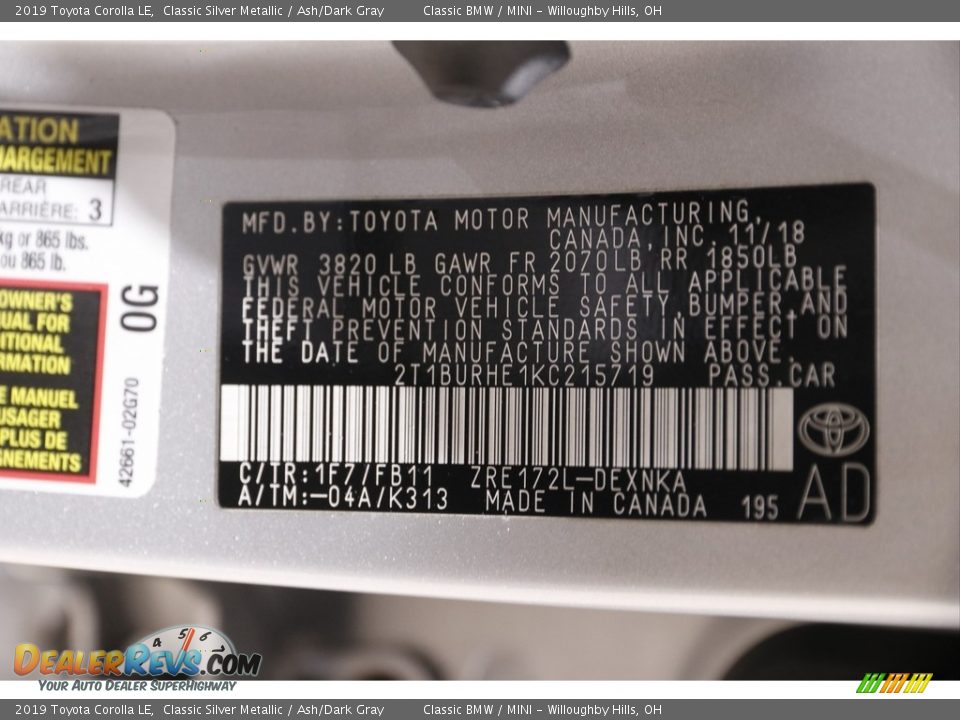 2019 Toyota Corolla LE, Classic Silver Metallic / Ash/Dark Gray Classic BMW / MINI - Willoughby Hills, OH
ATION
HARGEMENT
REAR
ARRIÈRE: 3
kg or 865 lbs.
ou 865 lb.
OWNER'S
UAL FOR
ITIONAL
RMATION
E MANUEL
USAGER
PLUS DE
GNEMENTS
0G
42661-02G70
MFD.BY:TOYOTA MOTOR MANUFACTURING,
CANADA,INC. 11/18
GVWR 3820 LB GAWR FR 2070LB RR 1850LB
THIS VEHICLE CONFORMS TO ALL APPLICABLE
FEDERAL MOTOR VEHICLE SAFETY,BUMPER,AND
THEFT PREVENTION STANDARDS IN EFFECT ON
THE DATE OF MANUFACTURE SHOWN ABOVE.
2T1BURHE1KC215719 PASS.CAR
C/TR:1F7/FB11 ZRE172L-DEXNKA
A/TM:-04A/K313 MADE IN CANADA 195
AD
4 5 6
DEALERREVS.COM
YOUR AUTO DEALER SUPERHIGHWAY
2019 Toyota Corolla LE, Classic Silver Metallic / Ash/Dark Gray Classic BMW / MINI - Willoughby Hills, OH